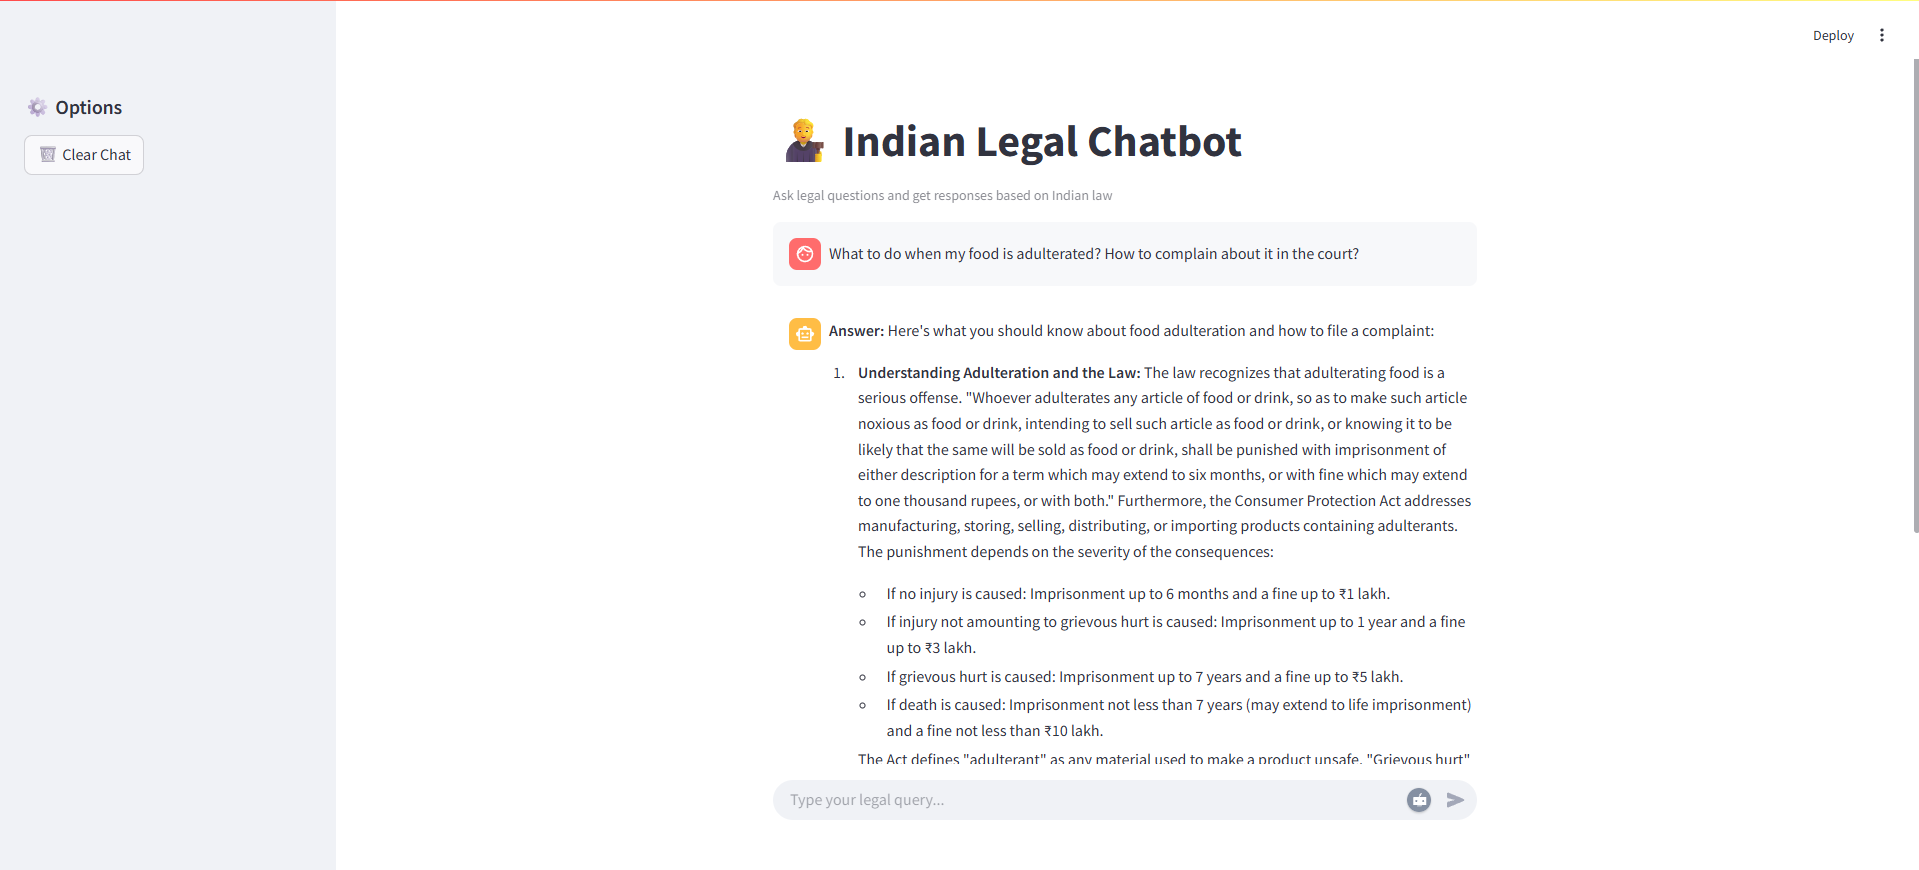 Deploy
Options
Clear Chat
Indian Legal Chatbot
Ask legal questions and get responses based on Indian law
What to do when my food is adulterated? How to complain about it in the court?
Answer: Here's what you should know about food adulteration and how to file a complaint:
1. Understanding Adulteration and the Law: The law recognizes that adulterating food is a
serious offense. "Whoever adulterates any article of food or drink, so as to make such article
noxious as food or drink, intending to sell such article as food or drink, or knowing it to be
likely that the same will be sold as food or drink, shall be punished with imprisonment of
either description for a term which may extend to six months, or with fine which may extend
to one thousand rupees, or with both." Furthermore, the Consumer Protection Act addresses
manufacturing, storing, selling, distributing, or importing products containing adulterants.
The punishment depends on the severity of the consequences:
If no injury is caused: Imprisonment up to 6 months and a fine up to ₹1 lakh.
If injury not amounting to grievous hurt is caused: Imprisonment up to 1 year and a fine
up to ₹3 lakh.
If grievous hurt is caused: Imprisonment up to 7 years and a fine up to ₹5 lakh.
If death is caused: Imprisonment not less than 7 years (may extend to life imprisonment)
and a fine not less than ₹10 lakh.
The Act defines "adulterant" as any material used to make a product unsafe. "Grievous hurt"
Type your legal query...